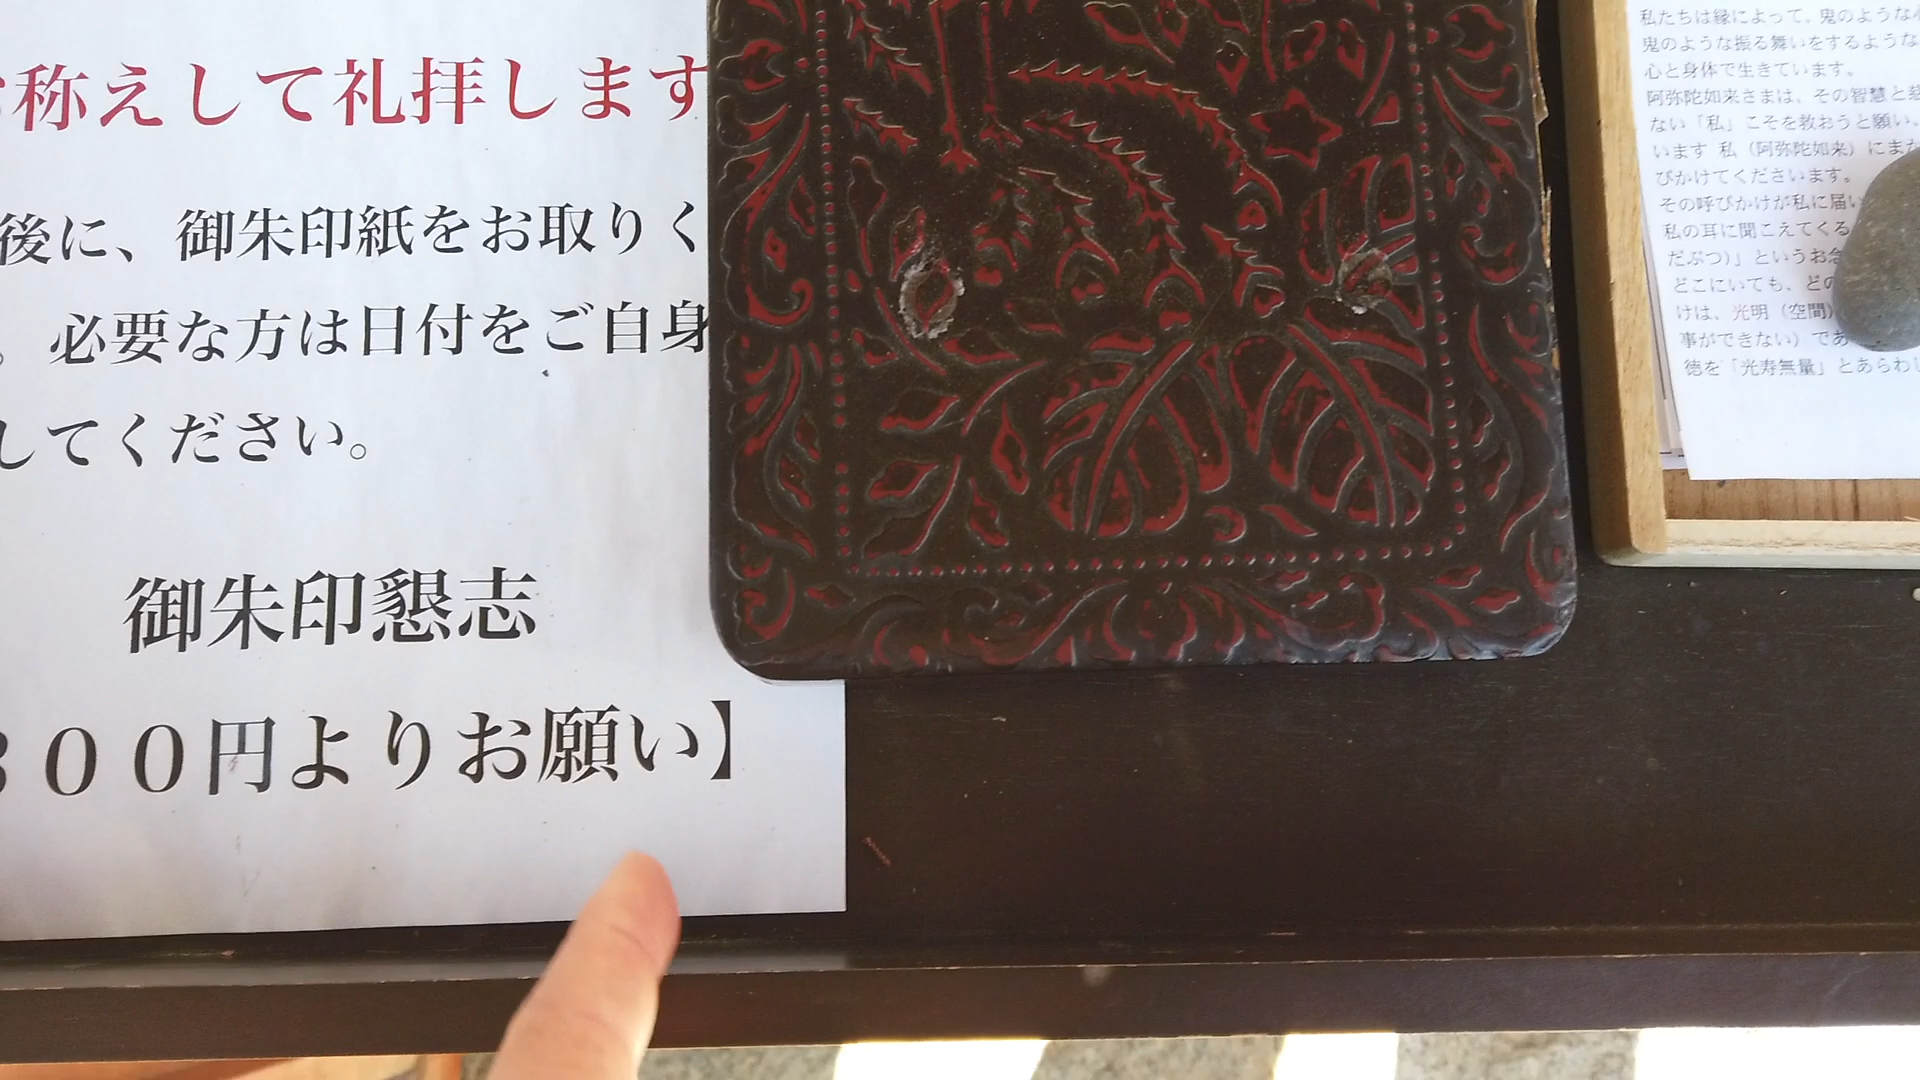 称えして礼拝します
後に、御朱印紙をお取りく
。必要な方は日付をご自身
してください。
御朱印懇志
300円よりお願い】
私たちは縁によって、鬼のような
鬼のような振る舞いをするような
心と身体で生きています。
阿弥陀如来さまは、その智慧と慈
ない「私」こそを救おうと願い、
います 私（阿弥陀如来）にまか
びかけてくださいます。
その呼びかけが私に届い
私の耳に聞こえてくる
だぶつ）」というお念
どこにいても、どの
けは、光明（空間）
事ができない）であ
徳を「光寿無量」とあらわし